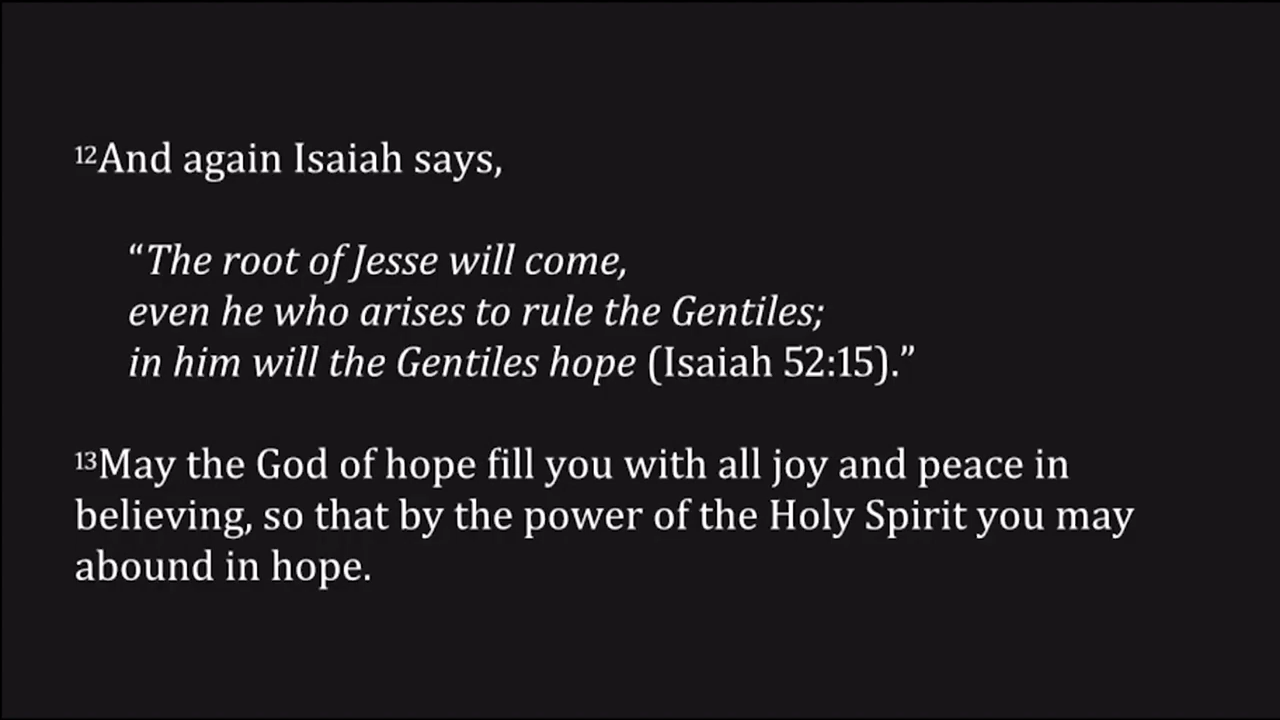 ¹²And again Isaiah says,
“The root of Jesse will come,
even he who arises to rule the Gentiles;
in him will the Gentiles hope (Isaiah 52:15).”
¹³May the God of hope fill you with all joy and peace in
believing, so that by the power of the Holy Spirit you may
abound in hope.